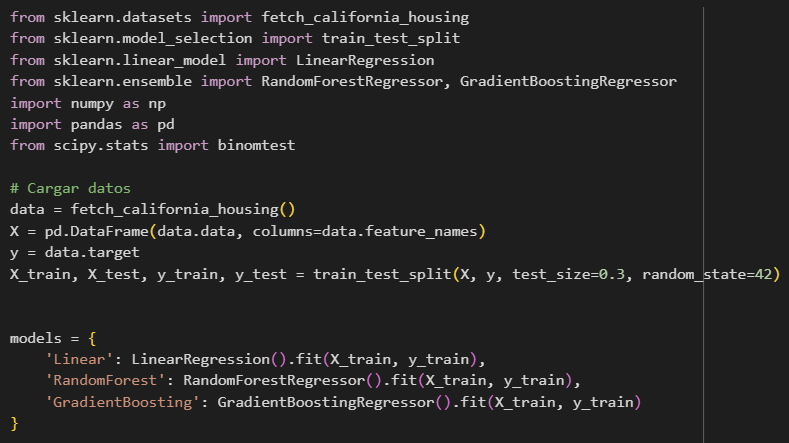 from sklearn.datasets import fetch_california_housing
from sklearn.model_selection import train_test_split
from sklearn.linear_model import LinearRegression
from sklearn.ensemble import RandomForestRegressor, GradientBoostingRegressor
import numpy as np
import pandas as pd
from scipy.stats import binomtest
# Cargar datos
data = fetch_california_housing()
X = pd.DataFrame(data.data, columns=data.feature_names)
y = data.target
X_train, X_test, y_train, y_test = train_test_split(X, y, test_size=0.3, random_state=42)
models = {
    'Linear': LinearRegression().fit(X_train, y_train),
    'RandomForest': RandomForestRegressor().fit(X_train, y_train),
    'GradientBoosting': GradientBoostingRegressor().fit(X_train, y_train)
}